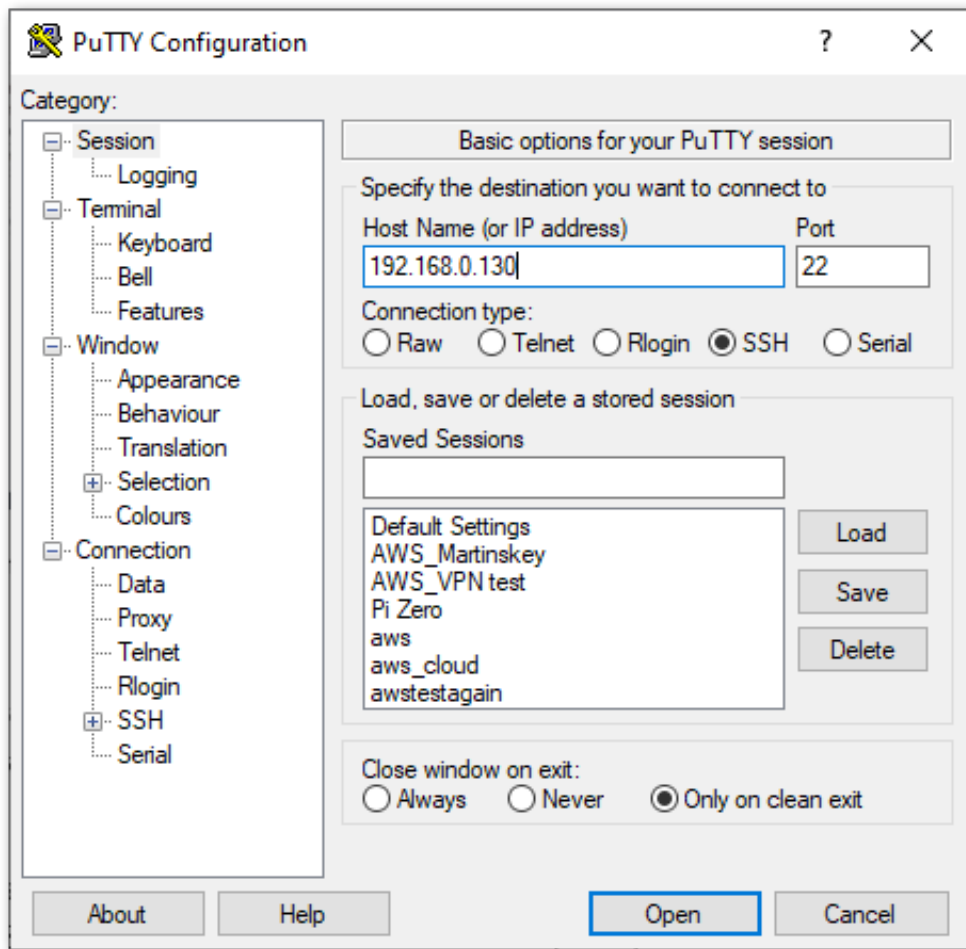 PuTTY Configuration
?
Category:
Session
Logging
Terminal
Keyboard
Bell
Features
Window
Appearance
Behaviour
Translation
Selection
Colours
Connection
Data
Proxy
Telnet
Rlogin
SSH
Serial
Basic options for your PuTTY session
Specify the destination you want to connect to
Host Name (or IP address) Port
192.168.0.130 22
Connection type:
Raw Telnet Rlogin SSH Serial
Load, save or delete a stored session
Saved Sessions
Default Settings
AWS_Martinskey
AWS_VPN test
Pi Zero
aws
aws_cloud
awstestagain
Load
Save
Delete
Close window on exit:
Always Never Only on clean exit
About Help Open Cancel